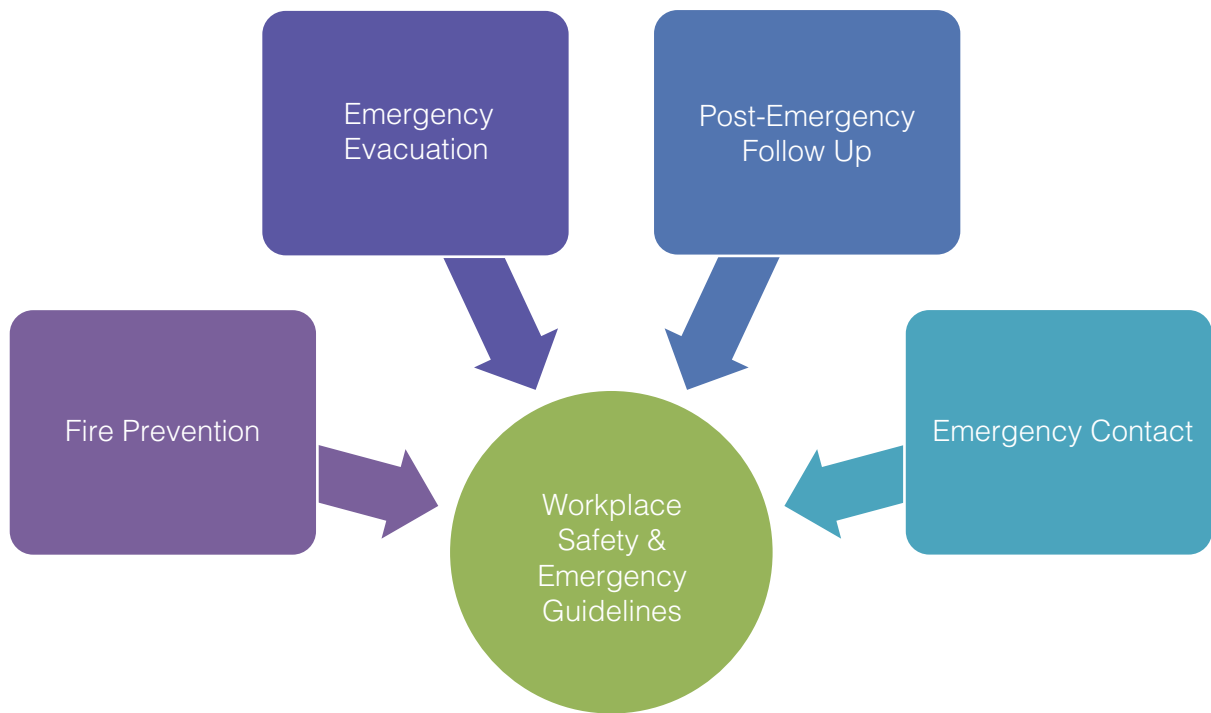 Emergency
Evacuation
Post-Emergency
Follow Up
Fire Prevention
Emergency Contact
Workplace
Safety &
Emergency
Guidelines